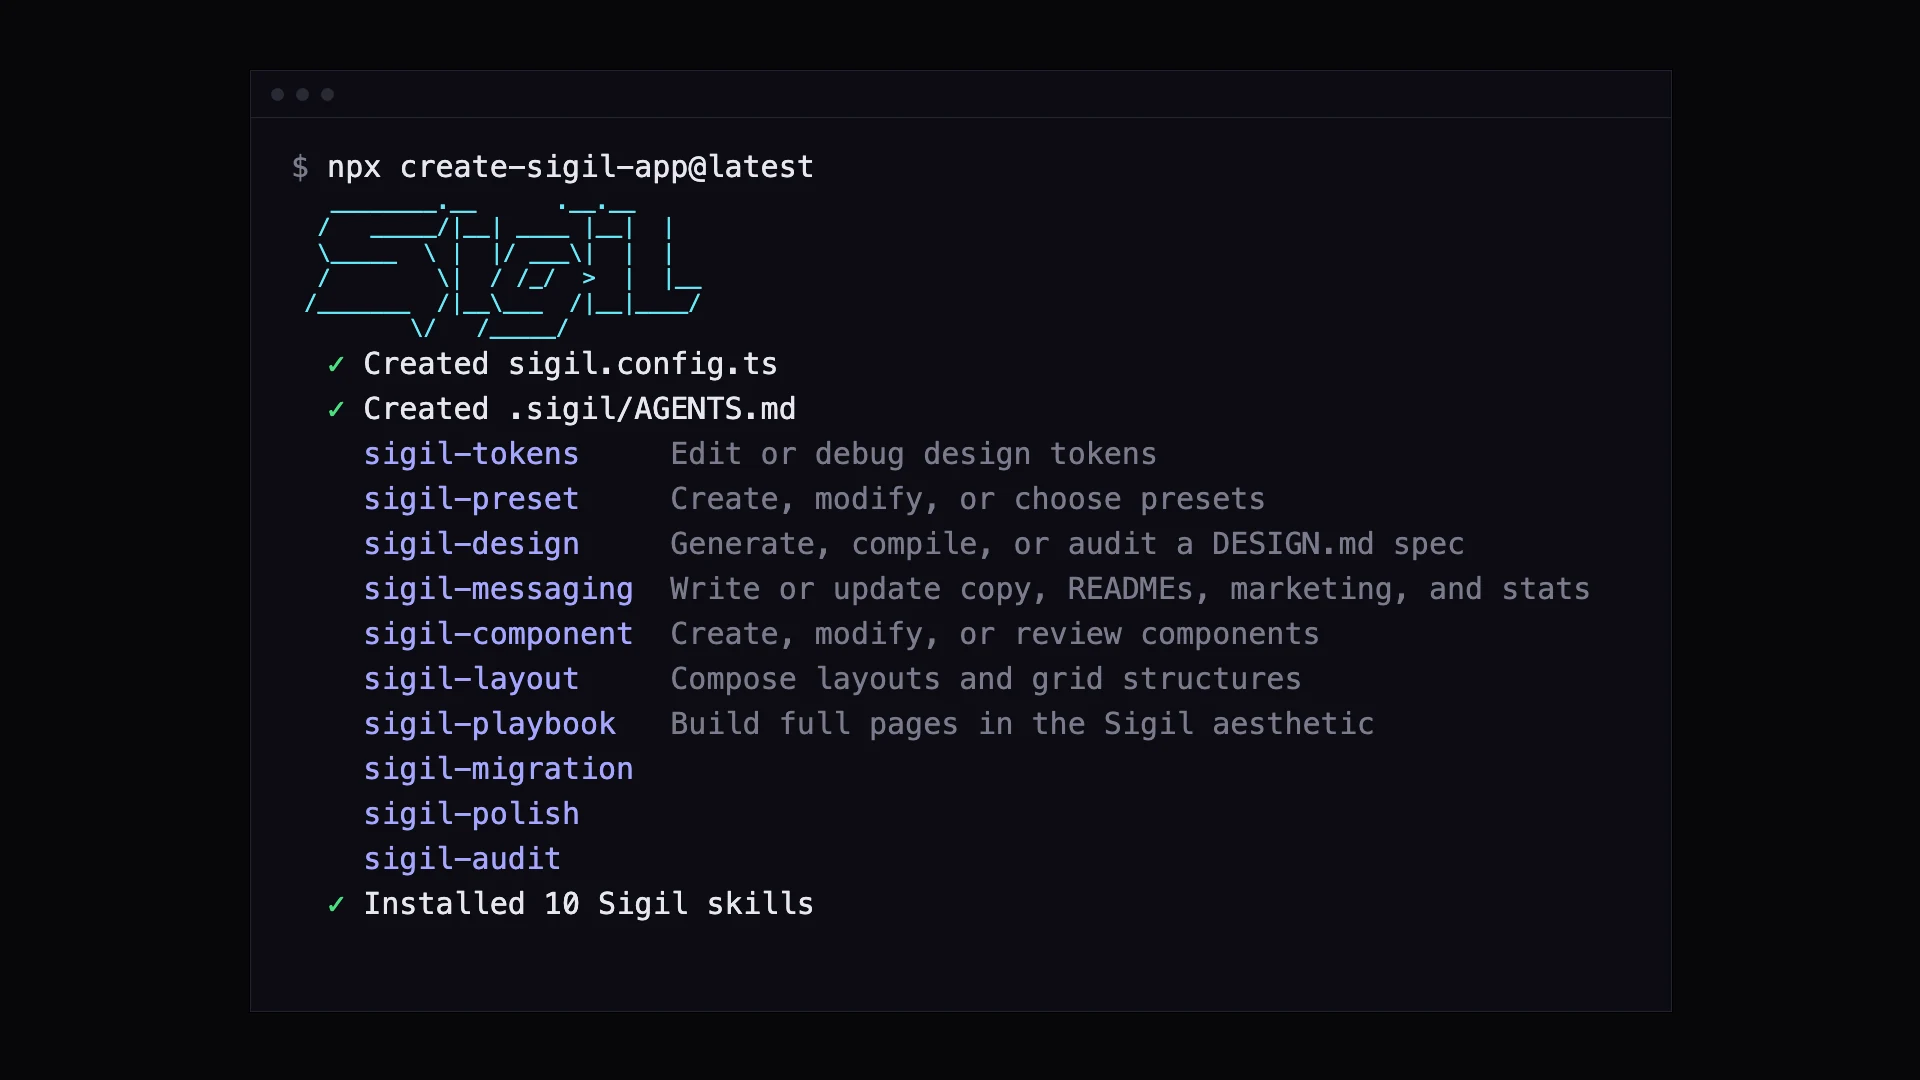 $ npx create-sigil-app@latest
Sigil
✓ Created sigil.config.ts
✓ Created .sigil/AGENTS.md
sigil-tokens Edit or debug design tokens
sigil-preset Create, modify, or choose presets
sigil-design Generate, compile, or audit a DESIGN.md spec
sigil-messaging Write or update copy, READMEs, marketing, and stats
sigil-component Create, modify, or review components
sigil-layout Compose layouts and grid structures
sigil-playbook Build full pages in the Sigil aesthetic
sigil-migration
sigil-polish
sigil-audit
✓ Installed 10 Sigil skills